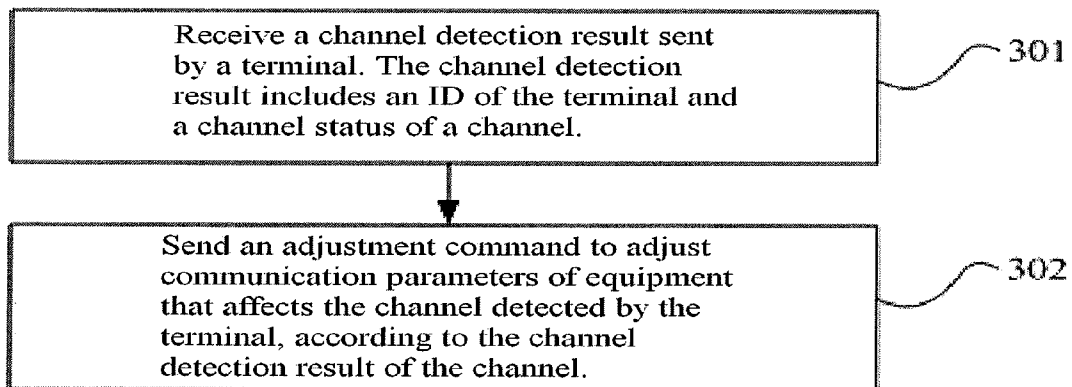 Receive a channel detection result sent
by a terminal. The channel detection
result includes an ID of the terminal and
a channel status of a channel.
301
Send an adjustment command to adjust
communication parameters of equipment
that affects the channel detected by the
terminal, according to the channel
detection result of the channel.
302